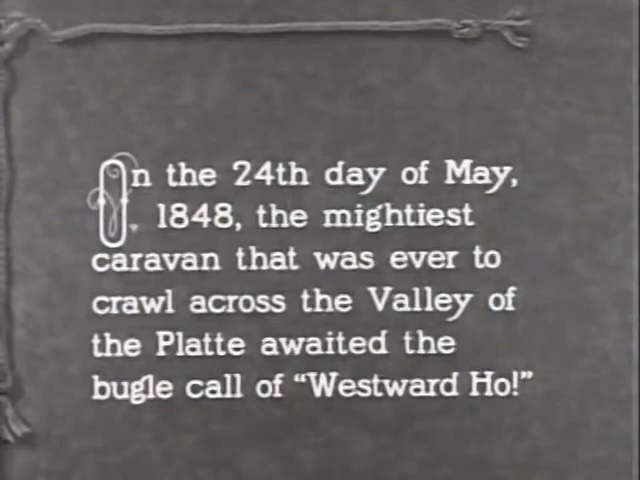 On the 24th day of May,
1848, the mightiest
caravan that was ever to
crawl across the Valley of
the Platte awaited the
bugle call of “Westward Ho!”